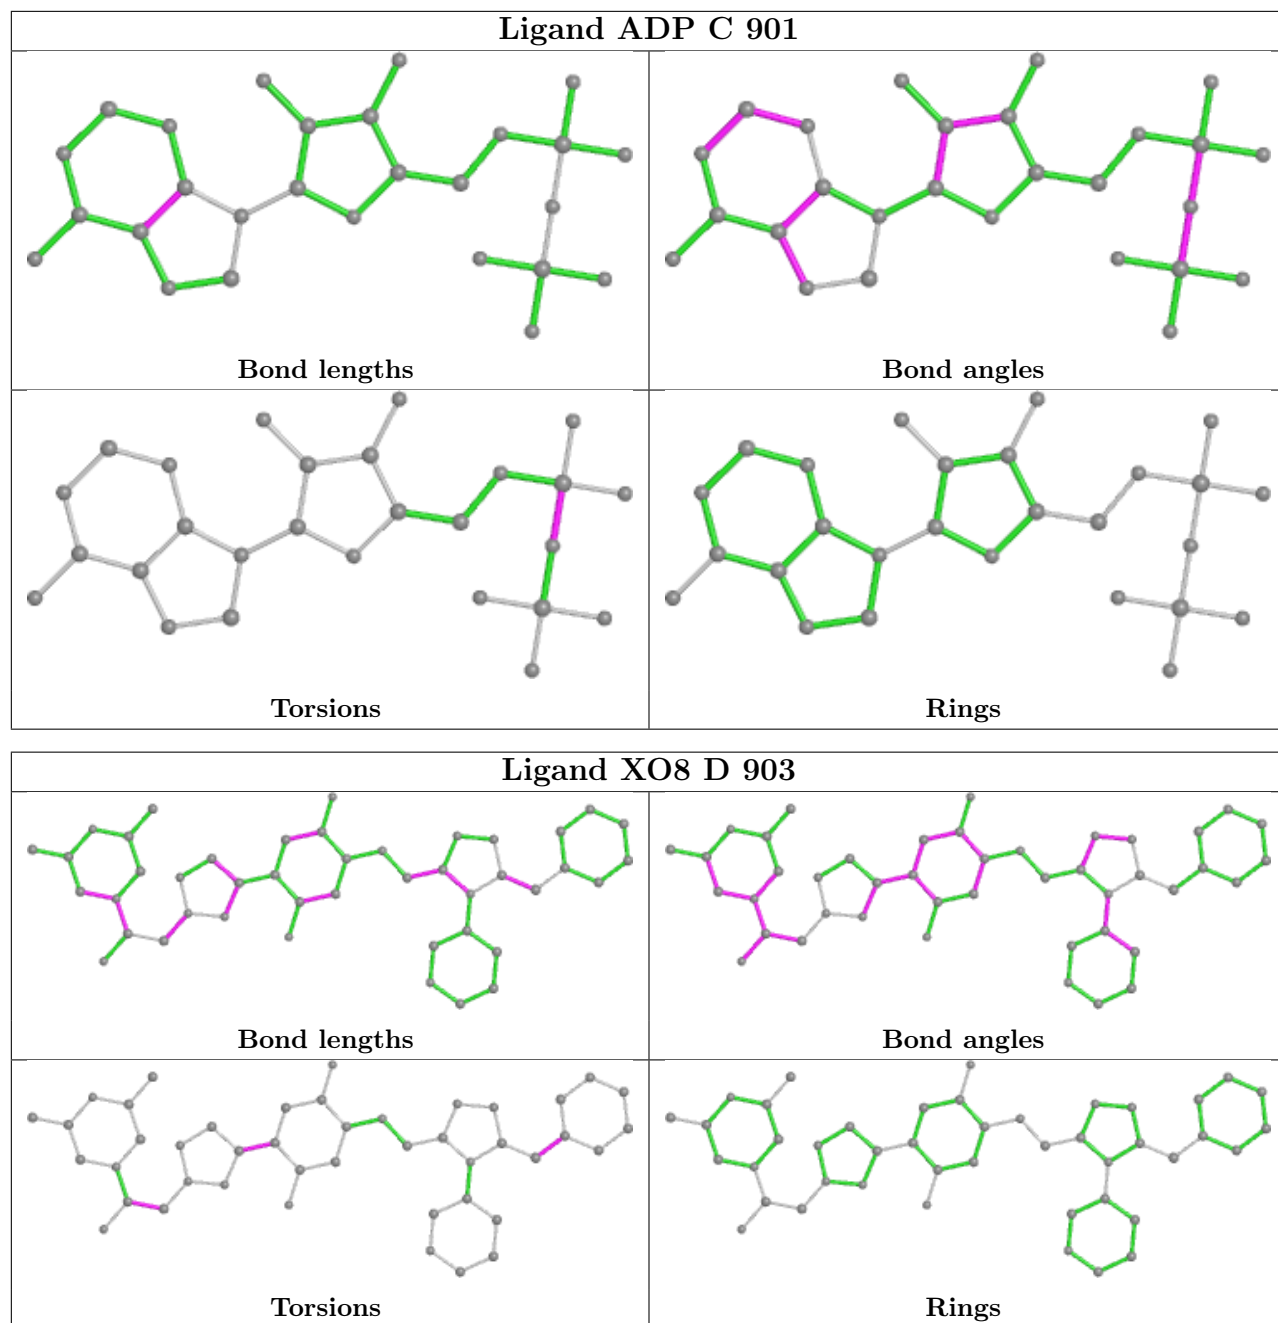 Ligand ADP C 901
Bond lengths
Bond angles
Torsions
Rings
Ligand XO8 D 903
Bond lengths
Bond angles
Torsions
Rings